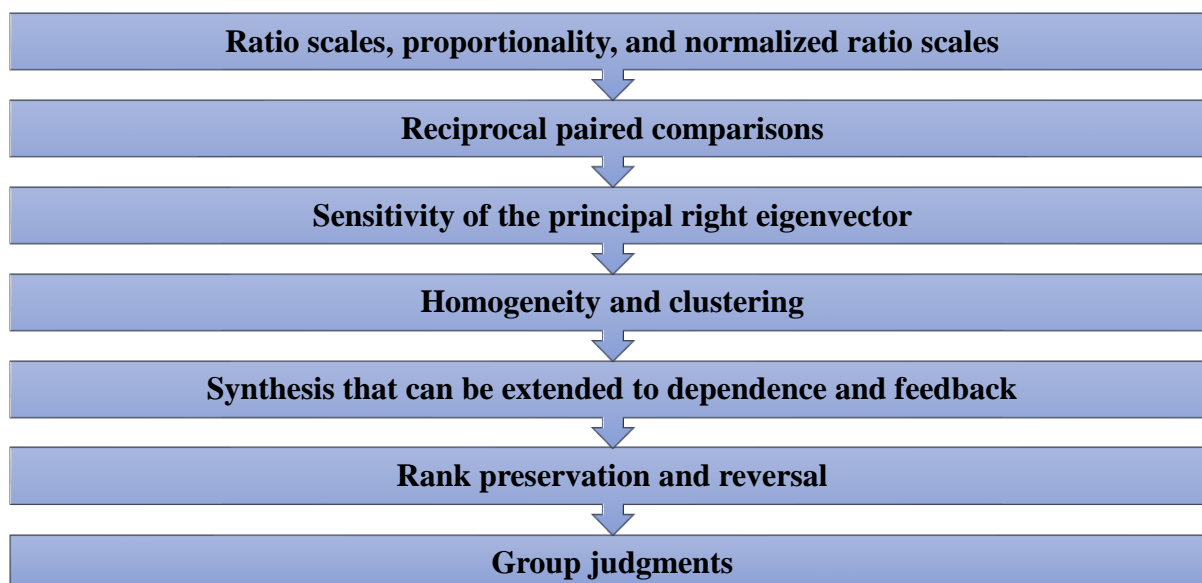 Ratio scales, proportionality, and normalized ratio scales
Reciprocal paired comparisons
Sensitivity of the principal right eigenvector
Homogeneity and clustering
Synthesis that can be extended to dependence and feedback
Rank preservation and reversal
Group judgments